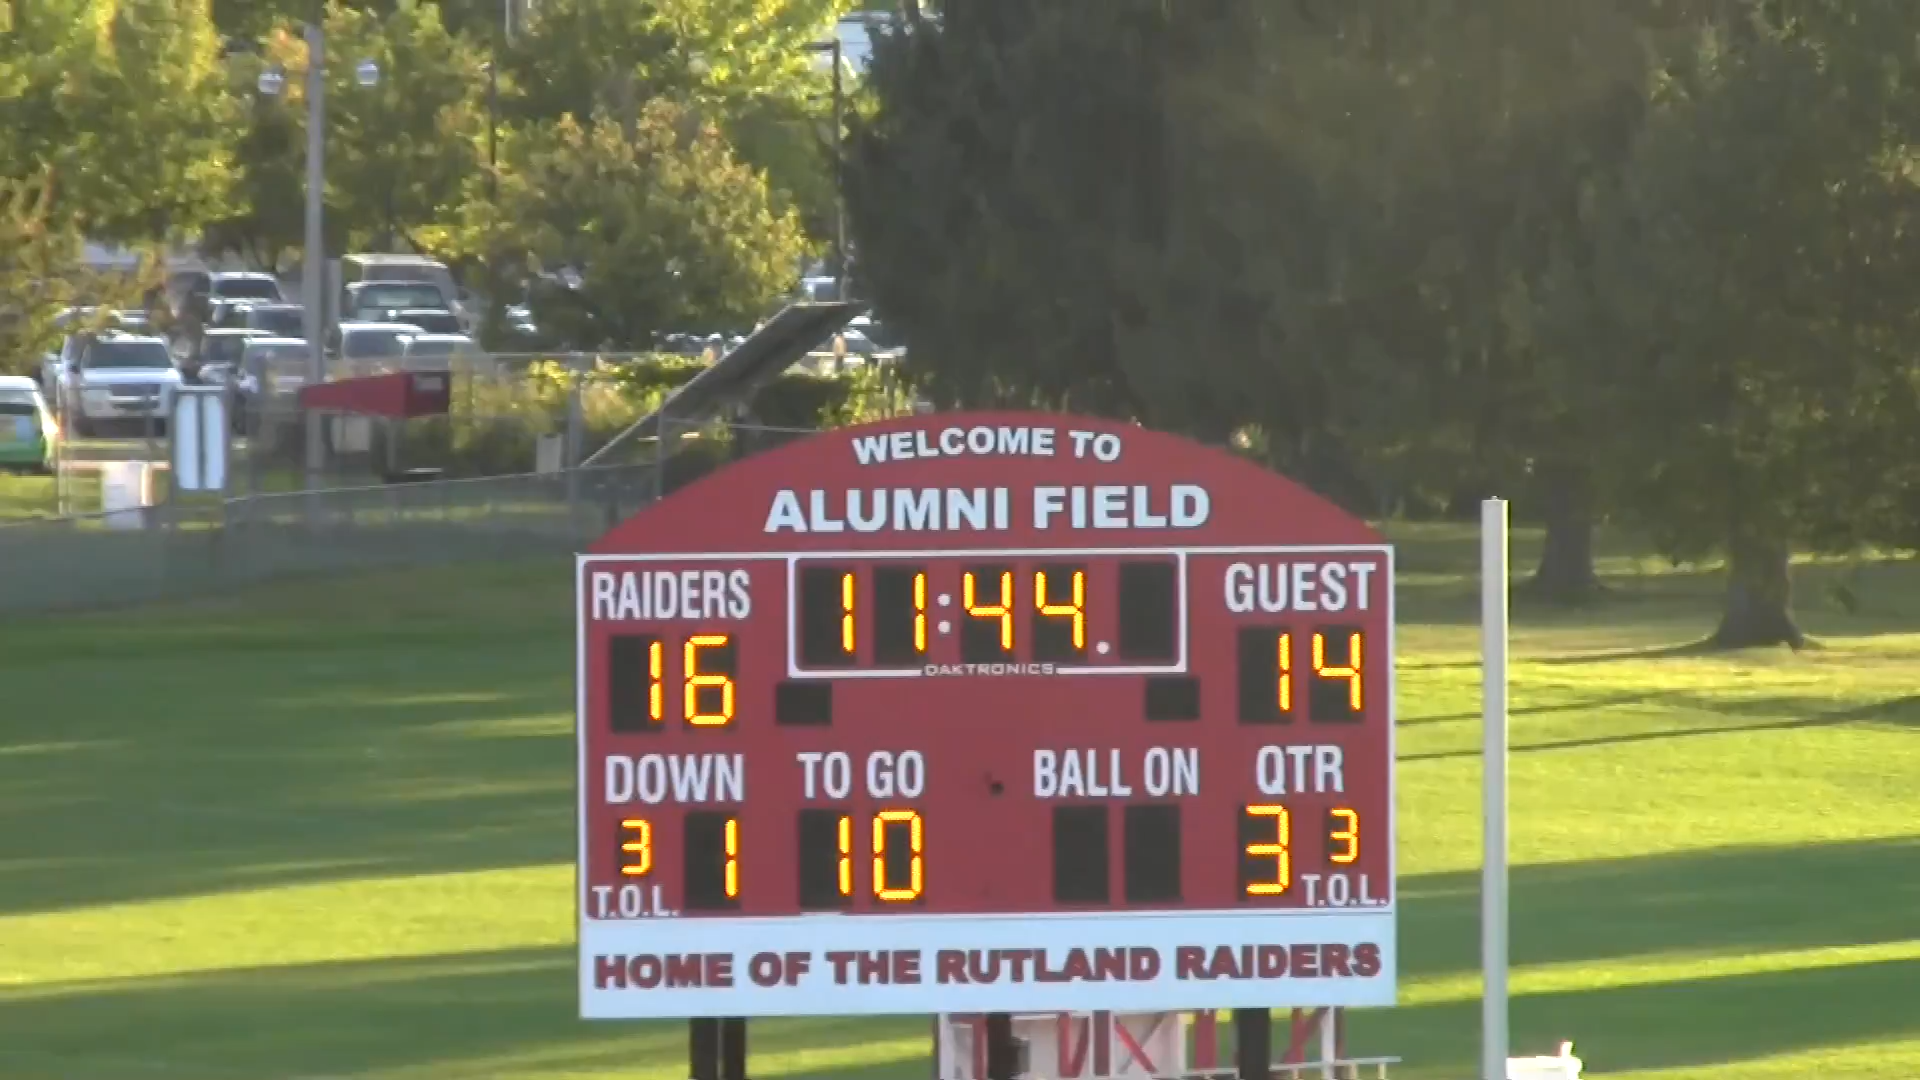 WELCOME TO
ALUMNI FIELD
RAIDERS 11:44. GUEST
DAKTRONICS
16 14
DOWN TO GO BALL ON QTR
3 1 10 3 3
T.O.L. T.O.L.
HOME OF THE RUTLAND RAIDERS